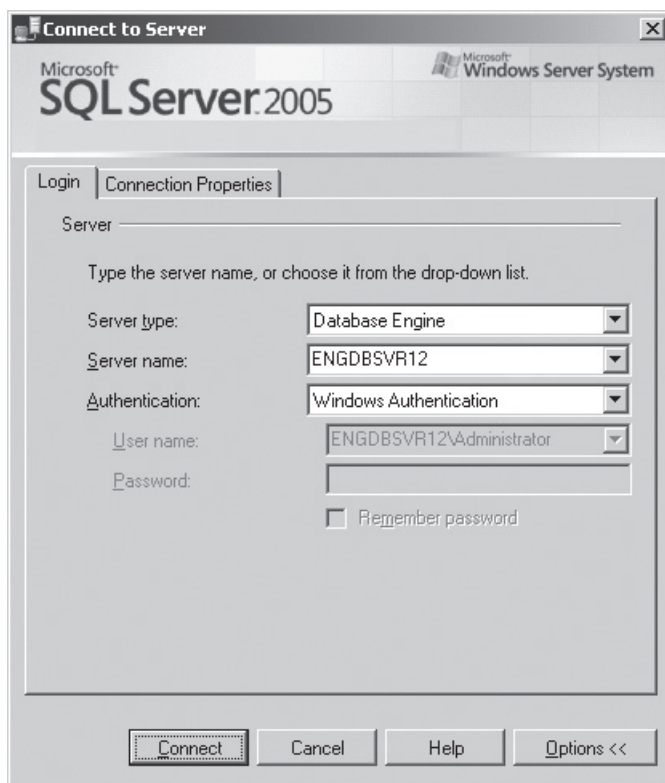 Connect to Server
Microsoft
Windows Server System
Microsoft
SQL Server 2005
Login
Connection Properties
Server
Type the server name, or choose it from the drop-down list.
Server type: Database Engine
Server name: ENGDBSVR12
Authentication: Windows Authentication
User name: ENGDBSVR12\Administrator
Password:
Remember password
Connect Cancel Help Options <<